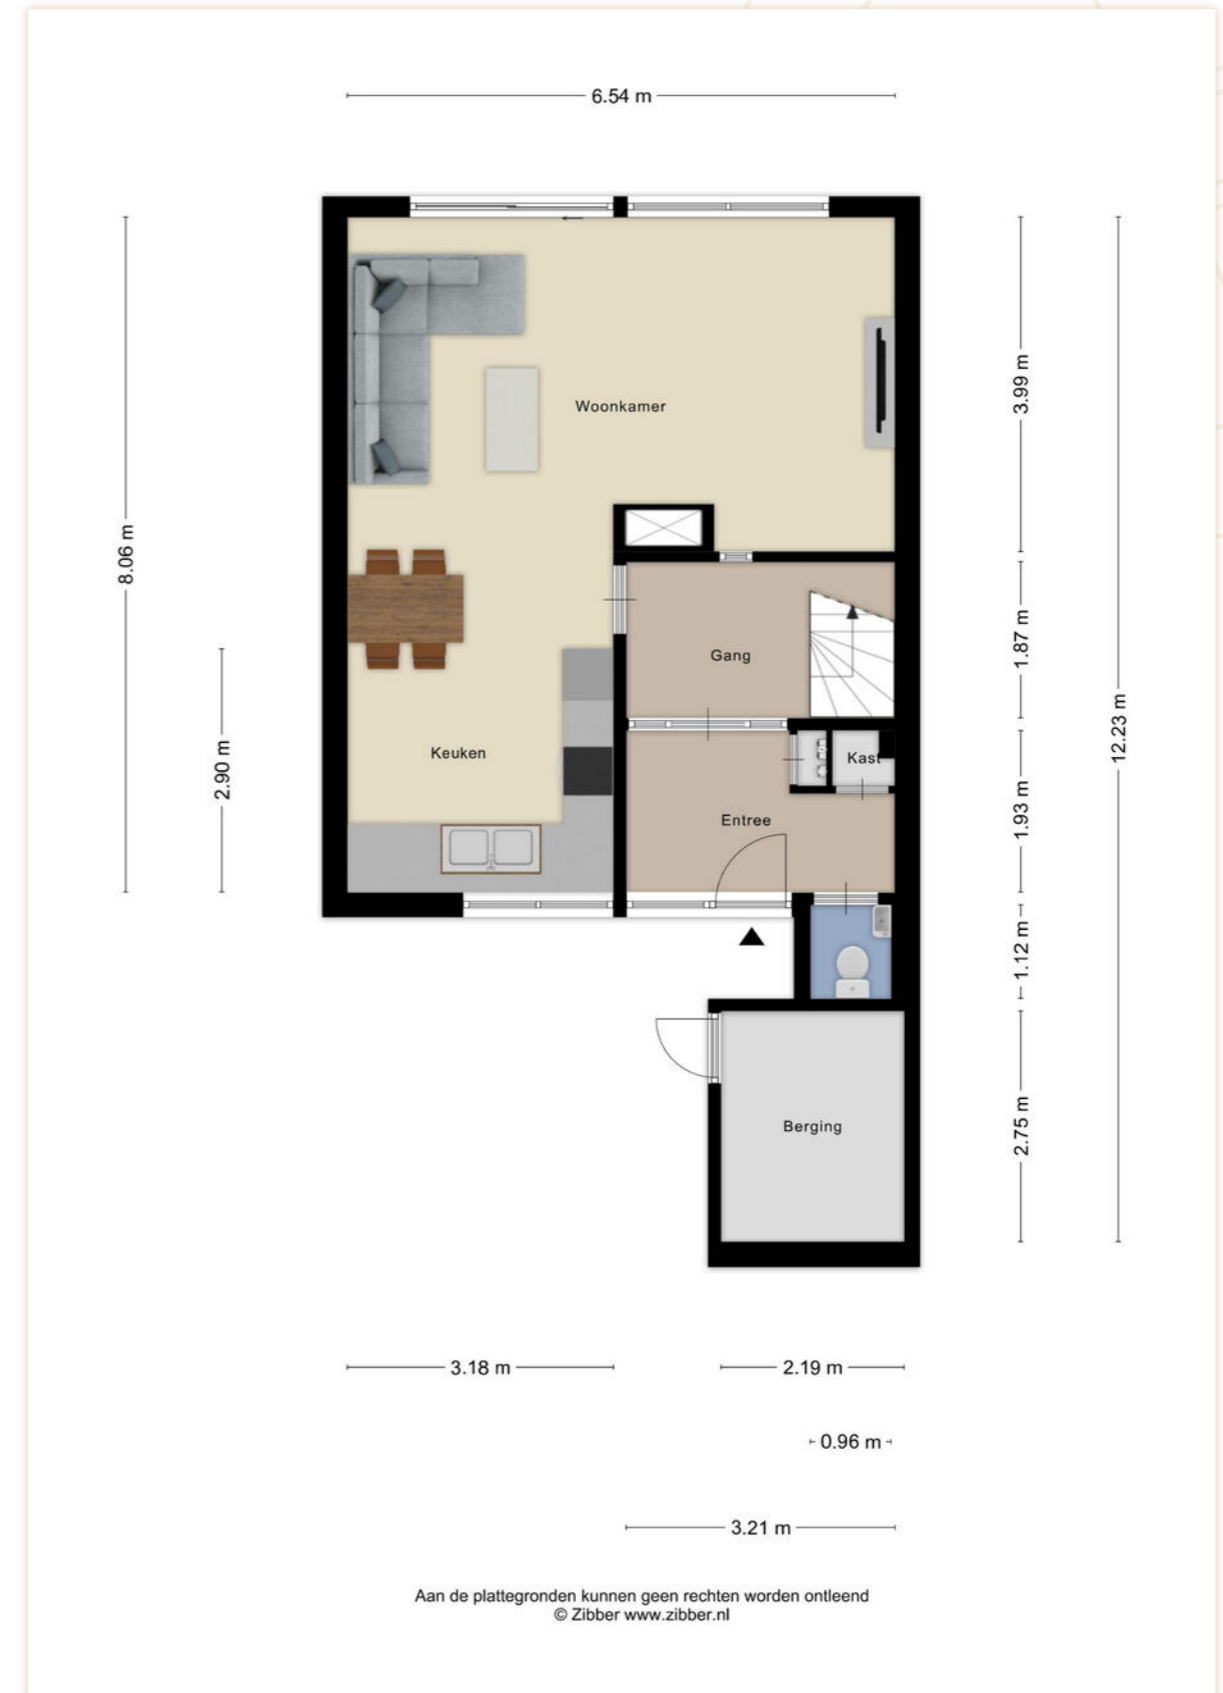 6.54 m
3.99 m
Woonkamer
8.06 m
1.87 m
Gang
12.23 m
2.90 m
Keuken
Kast
1.93 m
Entree
1.12 m
2.75 m
Berging
3.18 m
2.19 m
0.96 m
3.21 m
Aan de plattegronden kunnen geen rechten worden ontleend
© Zibber www.zibber.nl